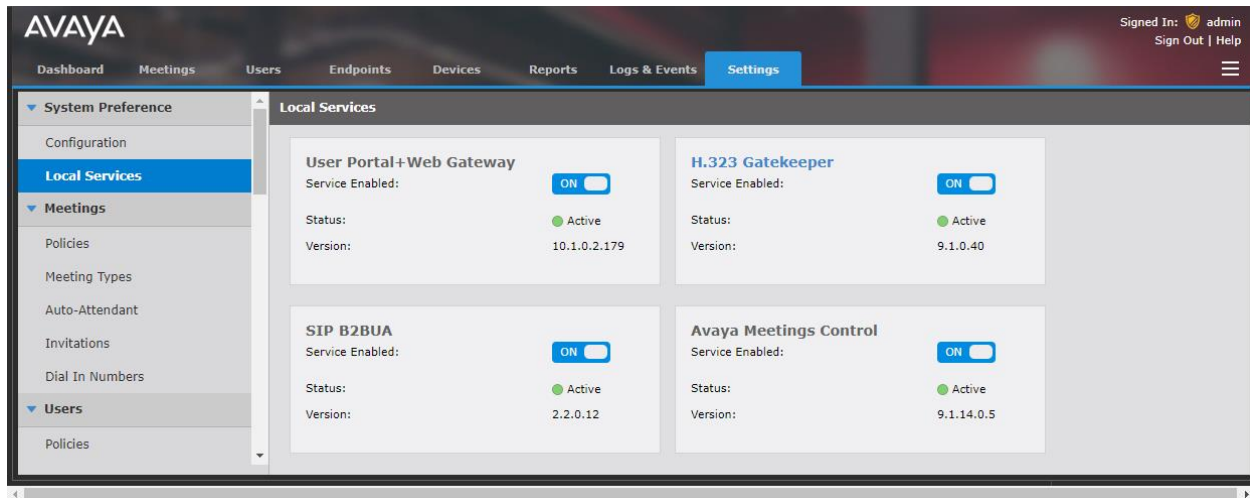 AVAYA
Signed In: admin
Sign Out | Help
Dashboard Meetings Users Endpoints Devices Reports Logs & Events Settings
System Preference
Configuration
Local Services
Meetings
Policies
Meeting Types
Auto-Attendant
Invitations
Dial In Numbers
Users
Policies
Local Services
User Portal+Web Gateway
Service Enabled: ON
Status: Active
Version: 10.1.0.2.179
H.323 Gatekeeper
Service Enabled: ON
Status: Active
Version: 9.1.0.40
SIP B2BUA
Service Enabled: ON
Status: Active
Version: 2.2.0.12
Avaya Meetings Control
Service Enabled: ON
Status: Active
Version: 9.1.14.0.5